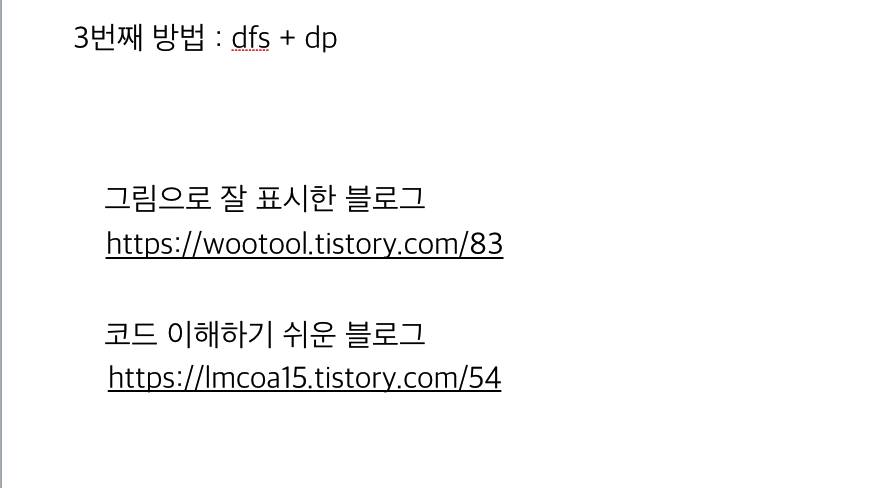 3번째 방법 : dfs + dp
그림으로 잘 표시한 블로그
https://wootool.tistory.com/83
코드 이해하기 쉬운 블로그
https://lmcoa15.tistory.com/54